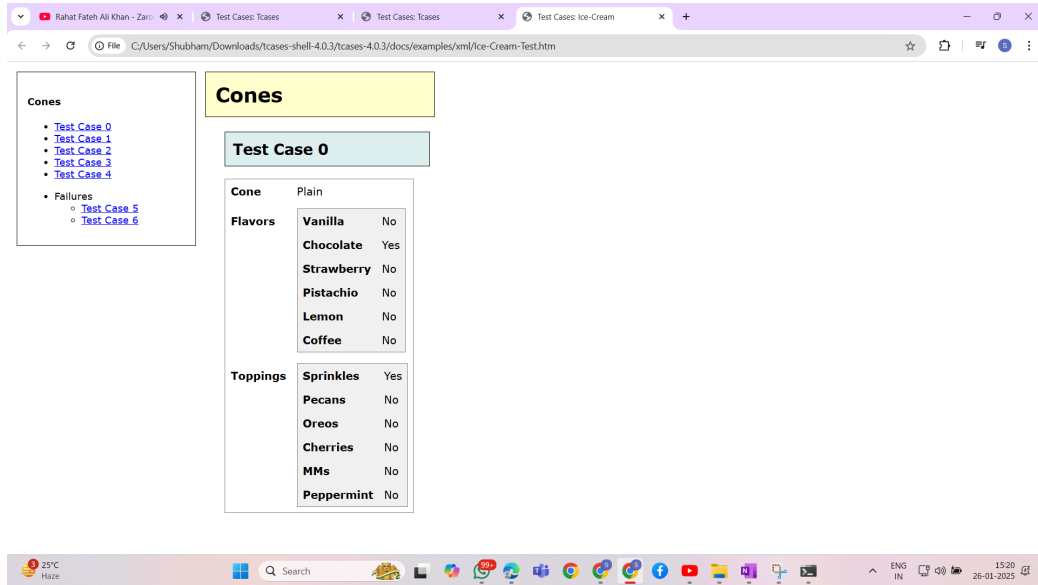 Rahat Fateh Ali Khan - Zaro
Test Cases: Tcases
Test Cases: Tcases
Test Cases: Ice-Cream
File
C:/Users/Shubham/Downloads/tcases-shell-4.0.3/tcases-4.0.3/docs/examples/xml/Ice-Cream-Test.htm
S
Cones
Test Case 0
Test Case 1
Test Case 2
Test Case 3
Test Case 4
Failures
Test Case 5
Test Case 6
Cones
Test Case 0
Cone Plain
Flavors Vanilla No
Chocolate Yes
Strawberry No
Pistachio No
Lemon No
Coffee No
Toppings Sprinkles Yes
Pecans No
Oreos No
Cherries No
MMs No
Peppermint No
3
25°C
Haze
Search
99+
ENG
IN
15:20
26-01-2025